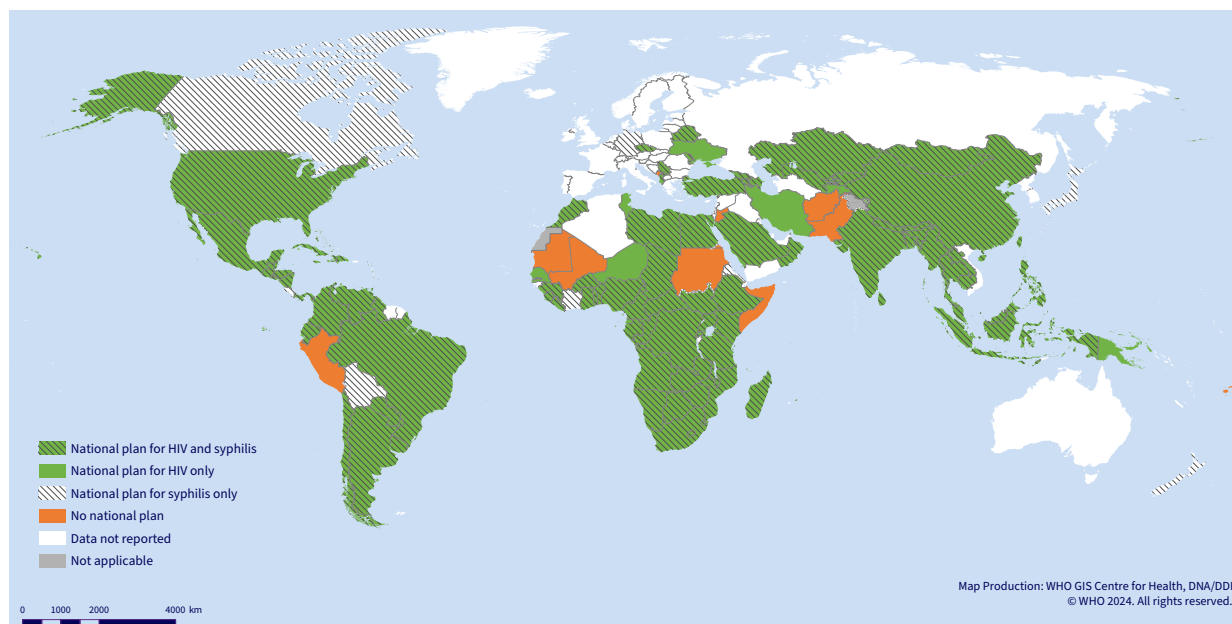 National plan for HIV and syphilis
National plan for HIV only
National plan for syphilis only
No national plan
Data not reported
Not applicable
0 1000 2000 4000 km
Map Production: WHO GIS Centre for Health, DNA/DDI
© WHO 2024. All rights reserved.